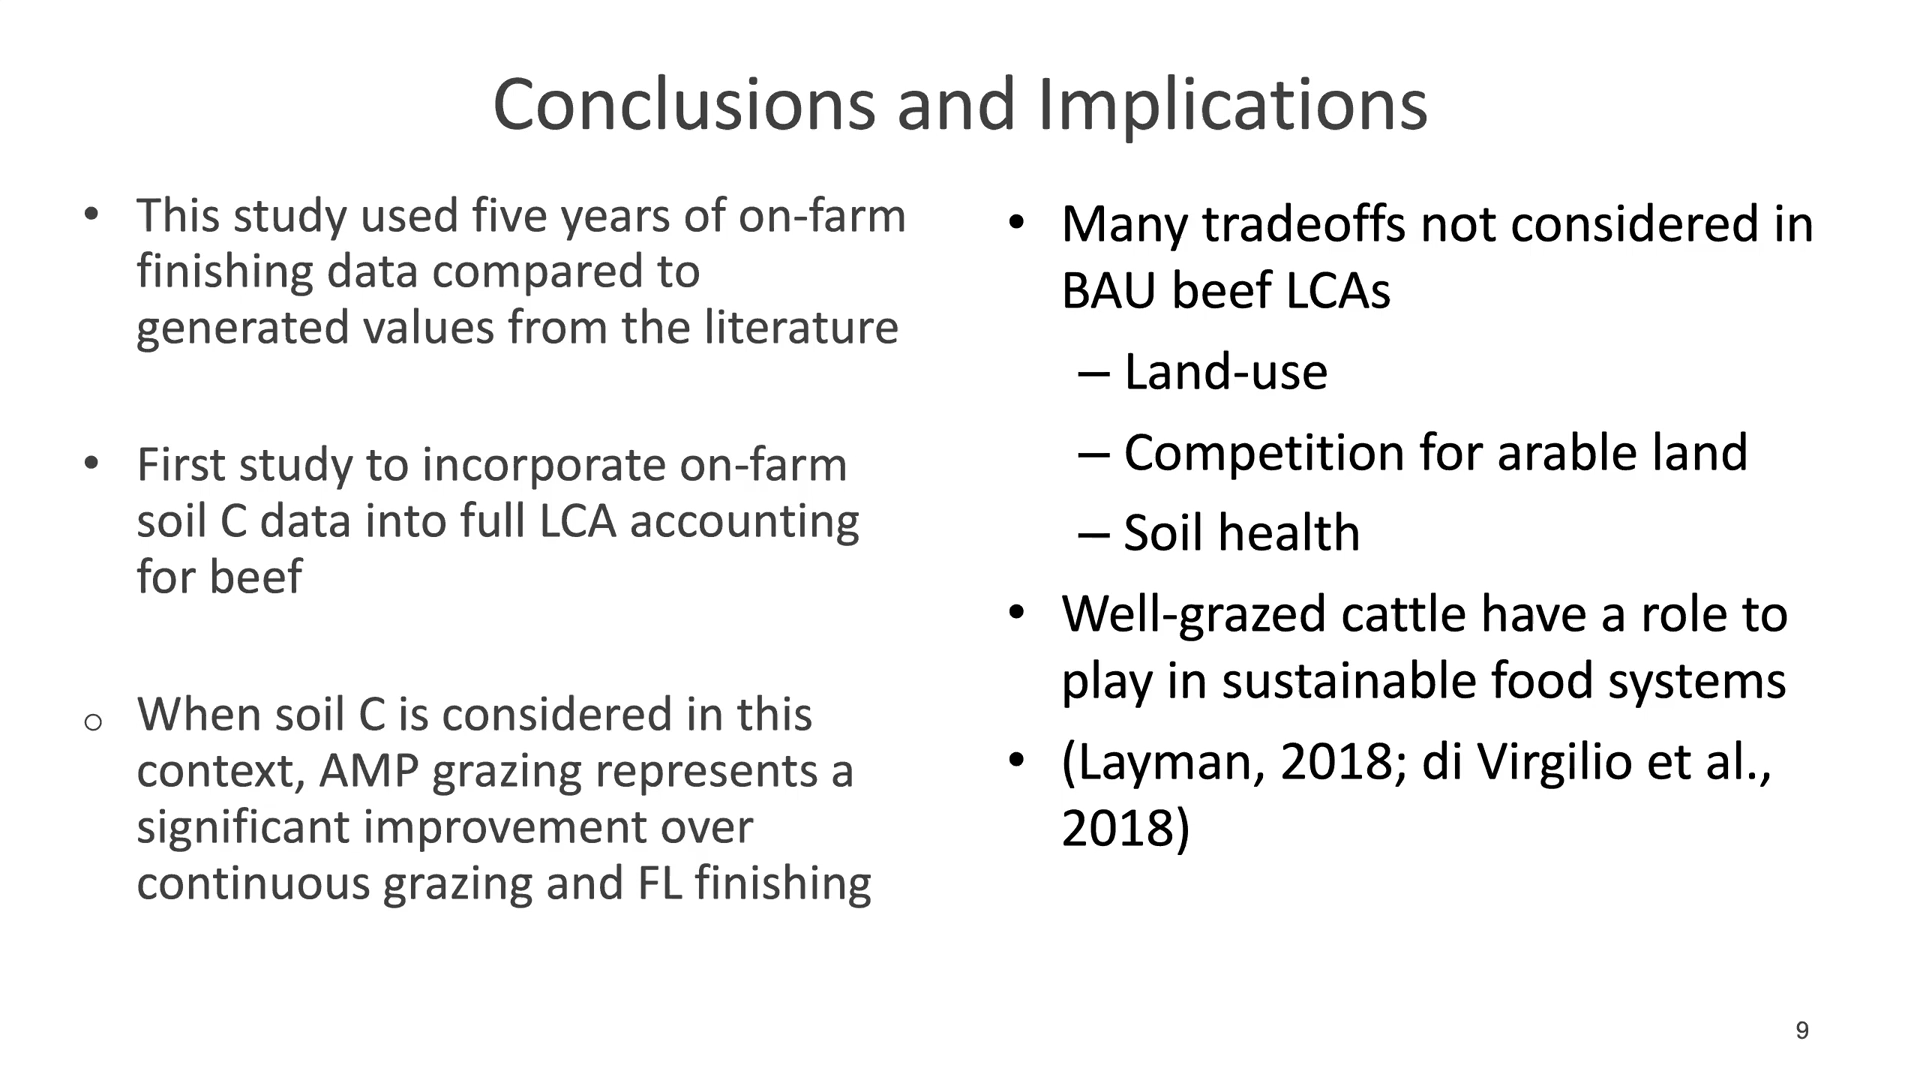 Conclusions and Implications
• This study used five years of on-farm
finishing data compared to
generated values from the literature
• First study to incorporate on-farm
soil C data into full LCA accounting
for beef
○ When soil C is considered in this
context, AMP grazing represents a
significant improvement over
continuous grazing and FL finishing
• Many tradeoffs not considered in
BAU beef LCAs
– Land-use
– Competition for arable land
– Soil health
• Well-grazed cattle have a role to
play in sustainable food systems
• (Layman, 2018; di Virgilio et al.,
2018)
9